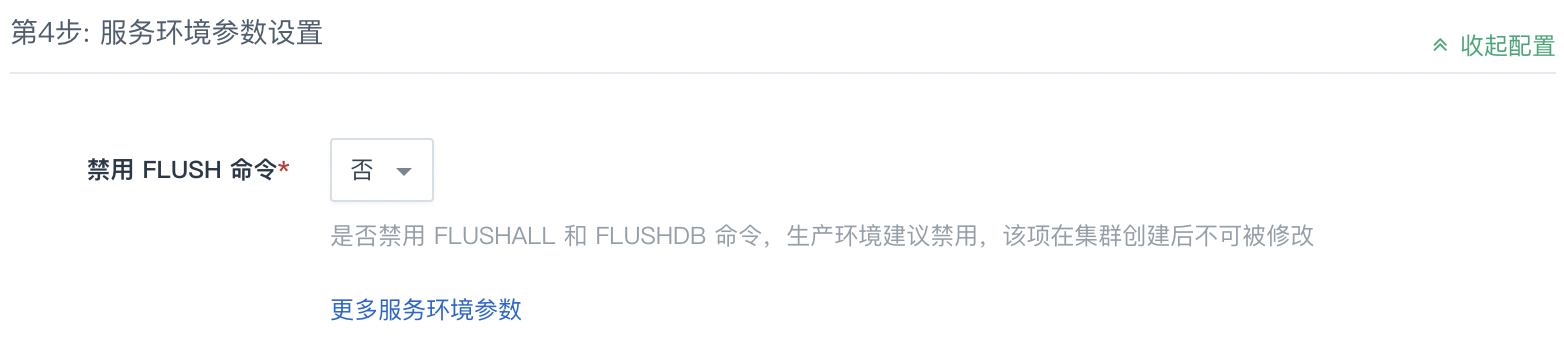 第4步: 服务环境参数设置
收起配置
禁用 FLUSH 命令*
否
是否禁用 FLUSHALL 和 FLUSHDB 命令，生产环境建议禁用，该项在集群创建后不可被修改
更多服务环境参数